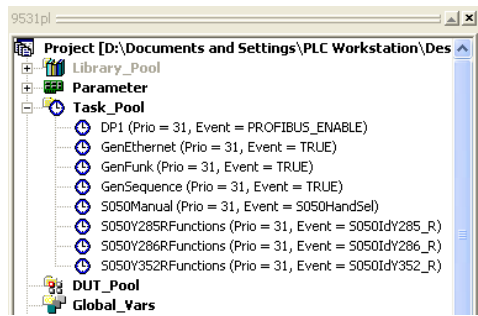 9531pl
Project [D:\Documents and Settings\PLC Workstation\Des
Library_Pool
Parameter
Task_Pool
DP1 (Prio = 31, Event = PROFIBUS_ENABLE)
GenEthernet (Prio = 31, Event = TRUE)
GenFunk (Prio = 31, Event = TRUE)
GenSequence (Prio = 31, Event = TRUE)
S050Manual (Prio = 31, Event = S050HandSel)
S050Y285RFunctions (Prio = 31, Event = S050IdY285_R)
S050Y286RFunctions (Prio = 31, Event = S050IdY286_R)
S050Y352RFunctions (Prio = 31, Event = S050IdY352_R)
DUT_Pool
Global_Vars